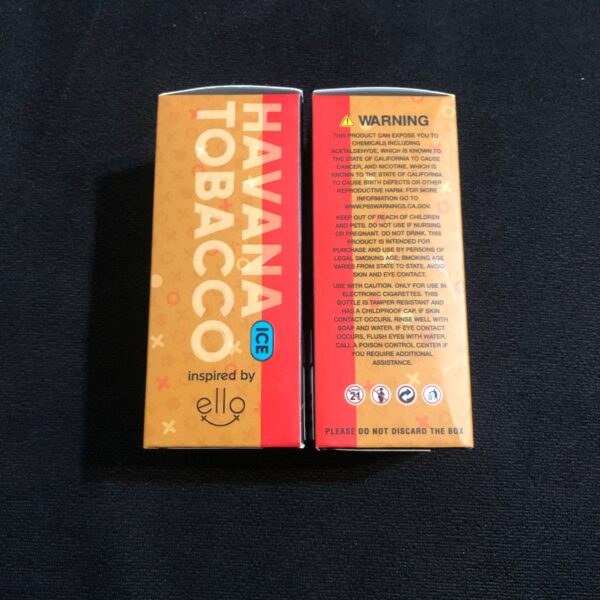 HAVANA
TOBACCO
ICE
inspired by
ello
WARNING
THIS PRODUCT CAN EXPOSE YOU TO
CHEMICALS INCLUDING
ACETALDEHYDE, WHICH IS KNOWN TO
THE STATE OF CALIFORNIA TO CAUSE
CANCER, AND NICOTINE, WHICH IS
KNOWN TO THE STATE OF CALIFORNIA
TO CAUSE BIRTH DEFECTS OR OTHER
REPRODUCTIVE HARM. FOR MORE
INFORMATION GO TO
WWW.P65WARNINGS.CA.GOV.
KEEP OUT OF REACH OF CHILDREN
AND PETS. DO NOT USE IF NURSING
OR PREGNANT. DO NOT DRINK. THIS
PRODUCT IS INTENDED FOR
PURCHASE AND USE BY PERSONS OF
LEGAL SMOKING AGE; SMOKING AGE
VARIES FROM STATE TO STATE. AVOID
SKIN AND EYE CONTACT.
USE WITH CAUTION. ONLY FOR USE IN
ELECTRONIC CIGARETTES. THIS
BOTTLE IS TAMPER RESISTANT AND
HAS A CHILDPROOF CAP. IF SKIN
CONTACT OCCURS, RINSE WELL WITH
SOAP AND WATER. IF EYE CONTACT
OCCURS, FLUSH EYES WITH WATER.
CALL A POISON CONTROL CENTER IF
YOU REQUIRE ADDITIONAL
ASSISTANCE.
21
PLEASE DO NOT DISCARD THE BOX